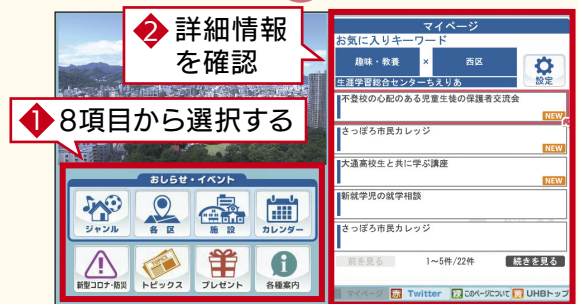 ② 詳細情報
を確認
① 8項目から選択する
おしらせ・イベント
ジャンル
各区
施設
カレンダー
新型コロナ・防災
TOPICS
トピックス
プレゼント
各種案内
マイページ
お気に入りキーワード
趣味・教養 × 西区
設定
生涯学習総合センターちえりあ
不登校の心配のある児童生徒の保護者交流会
NEW
さっぽろ市民カレッジ
NEW
大通高校生と共に学ぶ講座
NEW
新就学児の就学相談
さっぽろ市民カレッジ
前を見る 1～5件/22件 続きを見る
マイページ 赤 Twitter 緑 このページについて 黄 UHBトップ